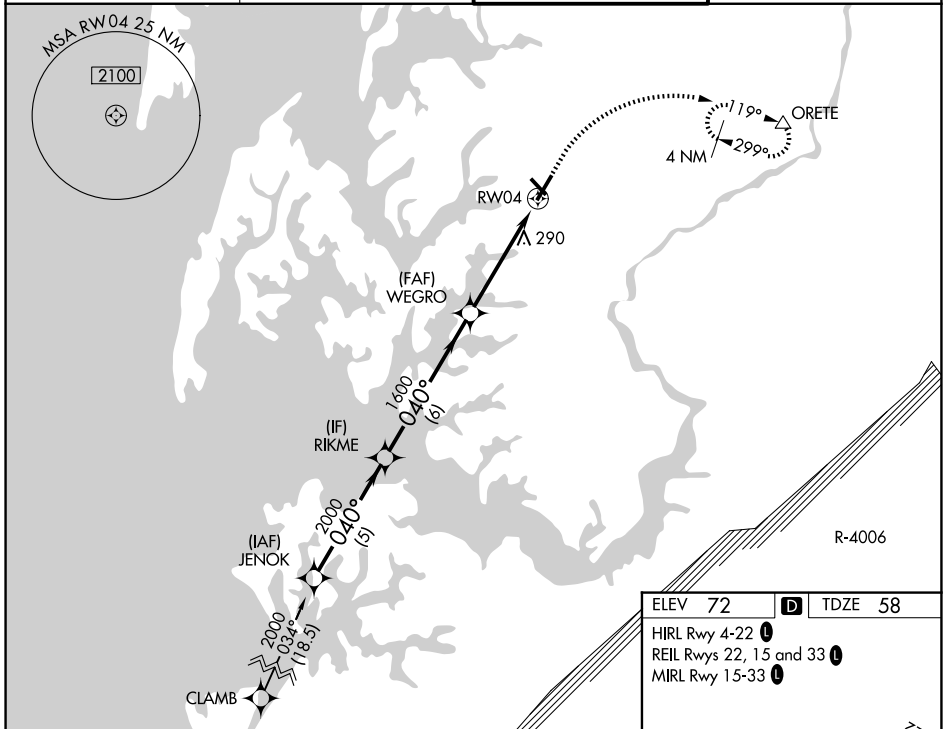 MSA RW04 25 NM
2100
119°
ORETE
299°
4 NM
RW04
290
(FAF)
WEGRO
1600
040°
(6)
(IF)
RIKME
2000
040°
(5)
R-4006
(IAF)
JENOK
2000
034°
(18.5)
CLAMB
ELEV 72 D TDZE 58
HIRL Rwy 4-22 L
REIL Rwys 22, 15 and 33 L
MIRL Rwy 15-33 L